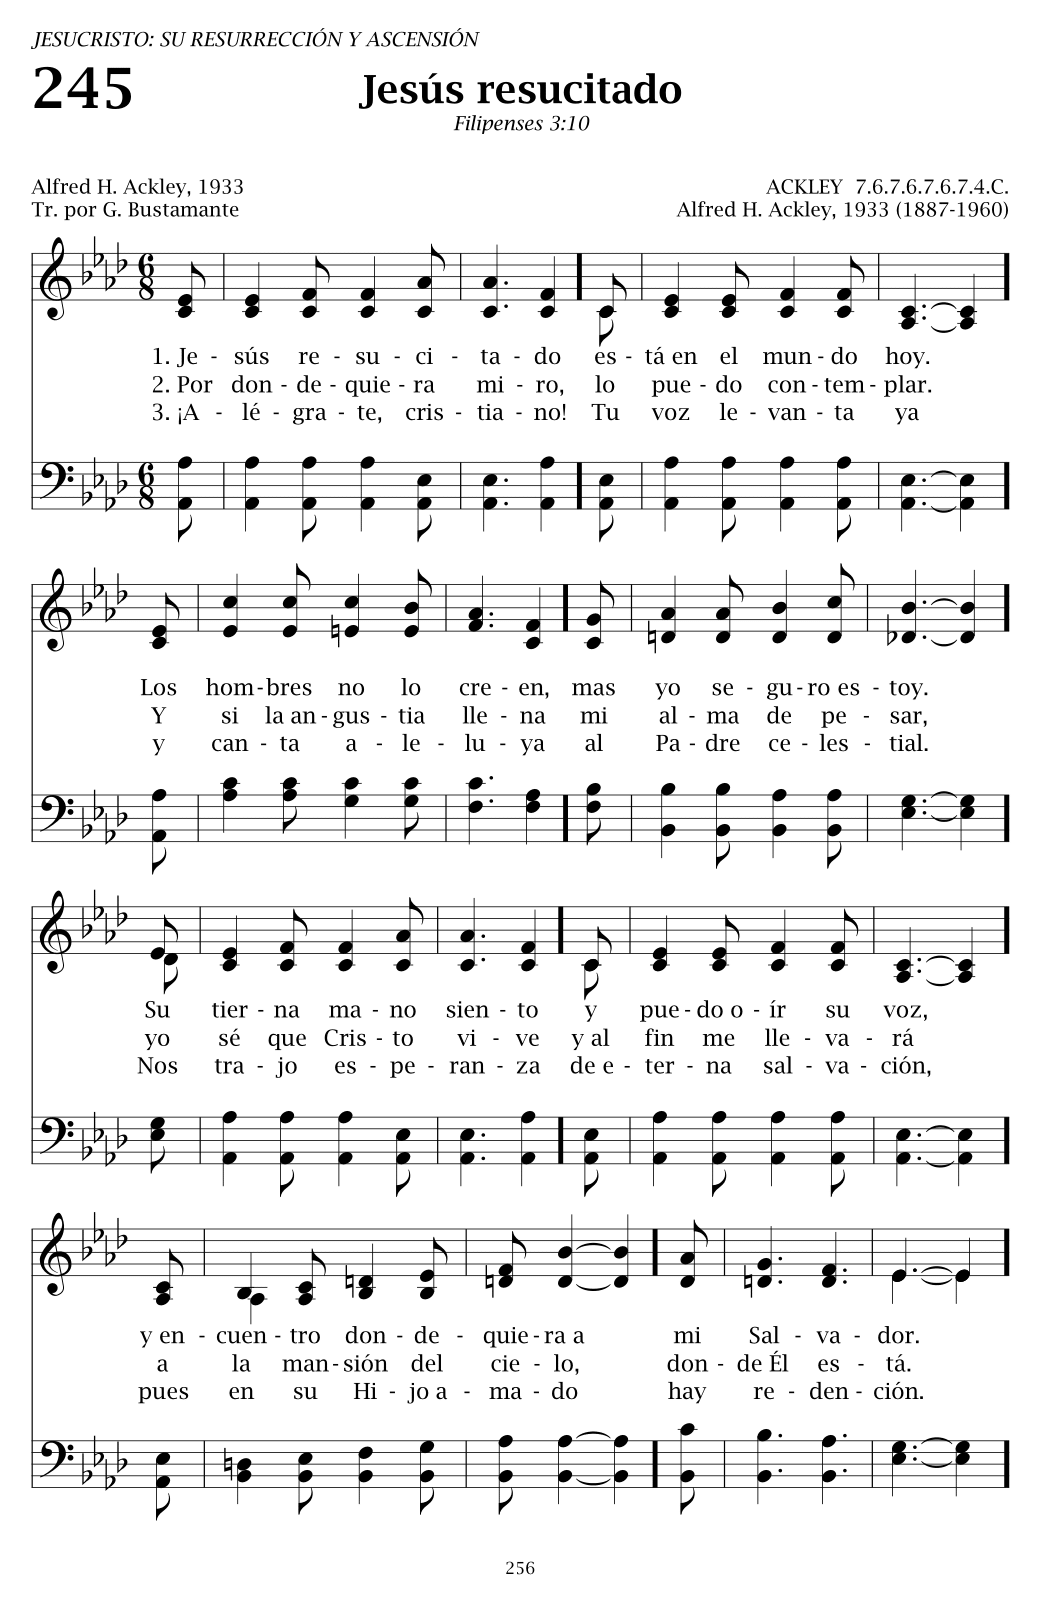 JESUCRISTO: SU RESURRECCIÓN Y ASCENSIÓN
245 Jesús resucitado
Filipenses 3:10
Alfred H. Ackley, 1933 ACKLEY 7.6.7.6.7.6.7.4.C.
Tr. por G. Bustamante Alfred H. Ackley, 1933 (1887-1960)
6 8
1. Je - sús re - su - ci - ta - do es - tá en el mun - do hoy.
2. Por don - de - quie - ra mi - ro, lo pue - do con - tem - plar.
3. ¡A - lé - gra - te, cris - tia - no! Tu voz le - van - ta ya
6 8
Los hom - bres no lo cre - en, mas yo se - gu - ro es - toy.
Y si la an - gus - tia lle - na mi al - ma de pe - sar,
y can - ta a - le - lu - ya al Pa - dre ce - les - tial.
Su tier - na ma - no sien - to y pue - do o - ír su voz,
yo sé que Cris - to vi - ve y al fin me lle - va - rá
Nos tra - jo es - pe - ran - za de e - ter - na sal - va - ción,
y en - cuen - tro don - de - quie - ra a mi Sal - va - dor.
a la man - sión del cie - lo, don - de Él es - tá.
pues en su Hi - jo a - ma - do hay re - den - ción.
256